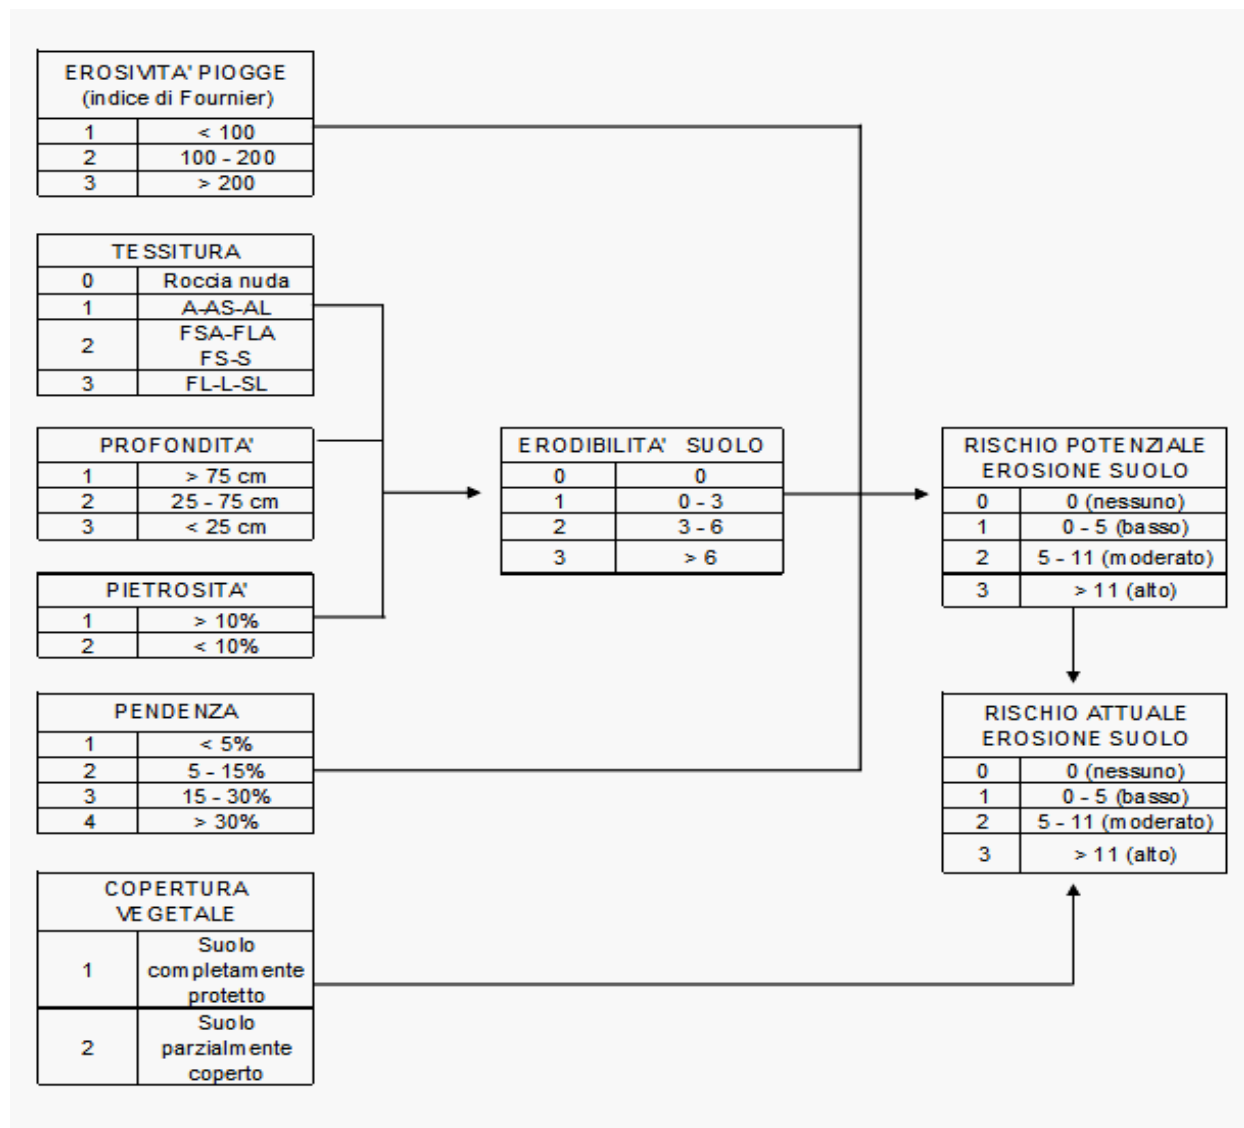 EROSIVITA' PIOGGE
(indice di Fournier)
1 < 100
2 100 - 200
3 > 200
TESSITURA
0 Roccia nuda
1 A-AS-AL
2 FSA-FLA
FS-S
3 FL-L-SL
PROFONDITA'
1 > 75 cm
2 25 - 75 cm
3 < 25 cm
PIETROSITA'
1 > 10%
2 < 10%
PENDENZA
1 < 5%
2 5 - 15%
3 15 - 30%
4 > 30%
COPERTURA
VEGETALE
1 Suolo
completamente
protetto
2 Suolo
parzialmente
coperto
ERODIBILITA' SUOLO
0 0
1 0 - 3
2 3 - 6
3 > 6
RISCHIO POTENZIALE
EROSIONE SUOLO
0 0 (nessuno)
1 0 - 5 (basso)
2 5 - 11 (moderato)
3 > 11 (alto)
RISCHIO ATTUALE
EROSIONE SUOLO
0 0 (nessuno)
1 0 - 5 (basso)
2 5 - 11 (moderato)
3 > 11 (alto)